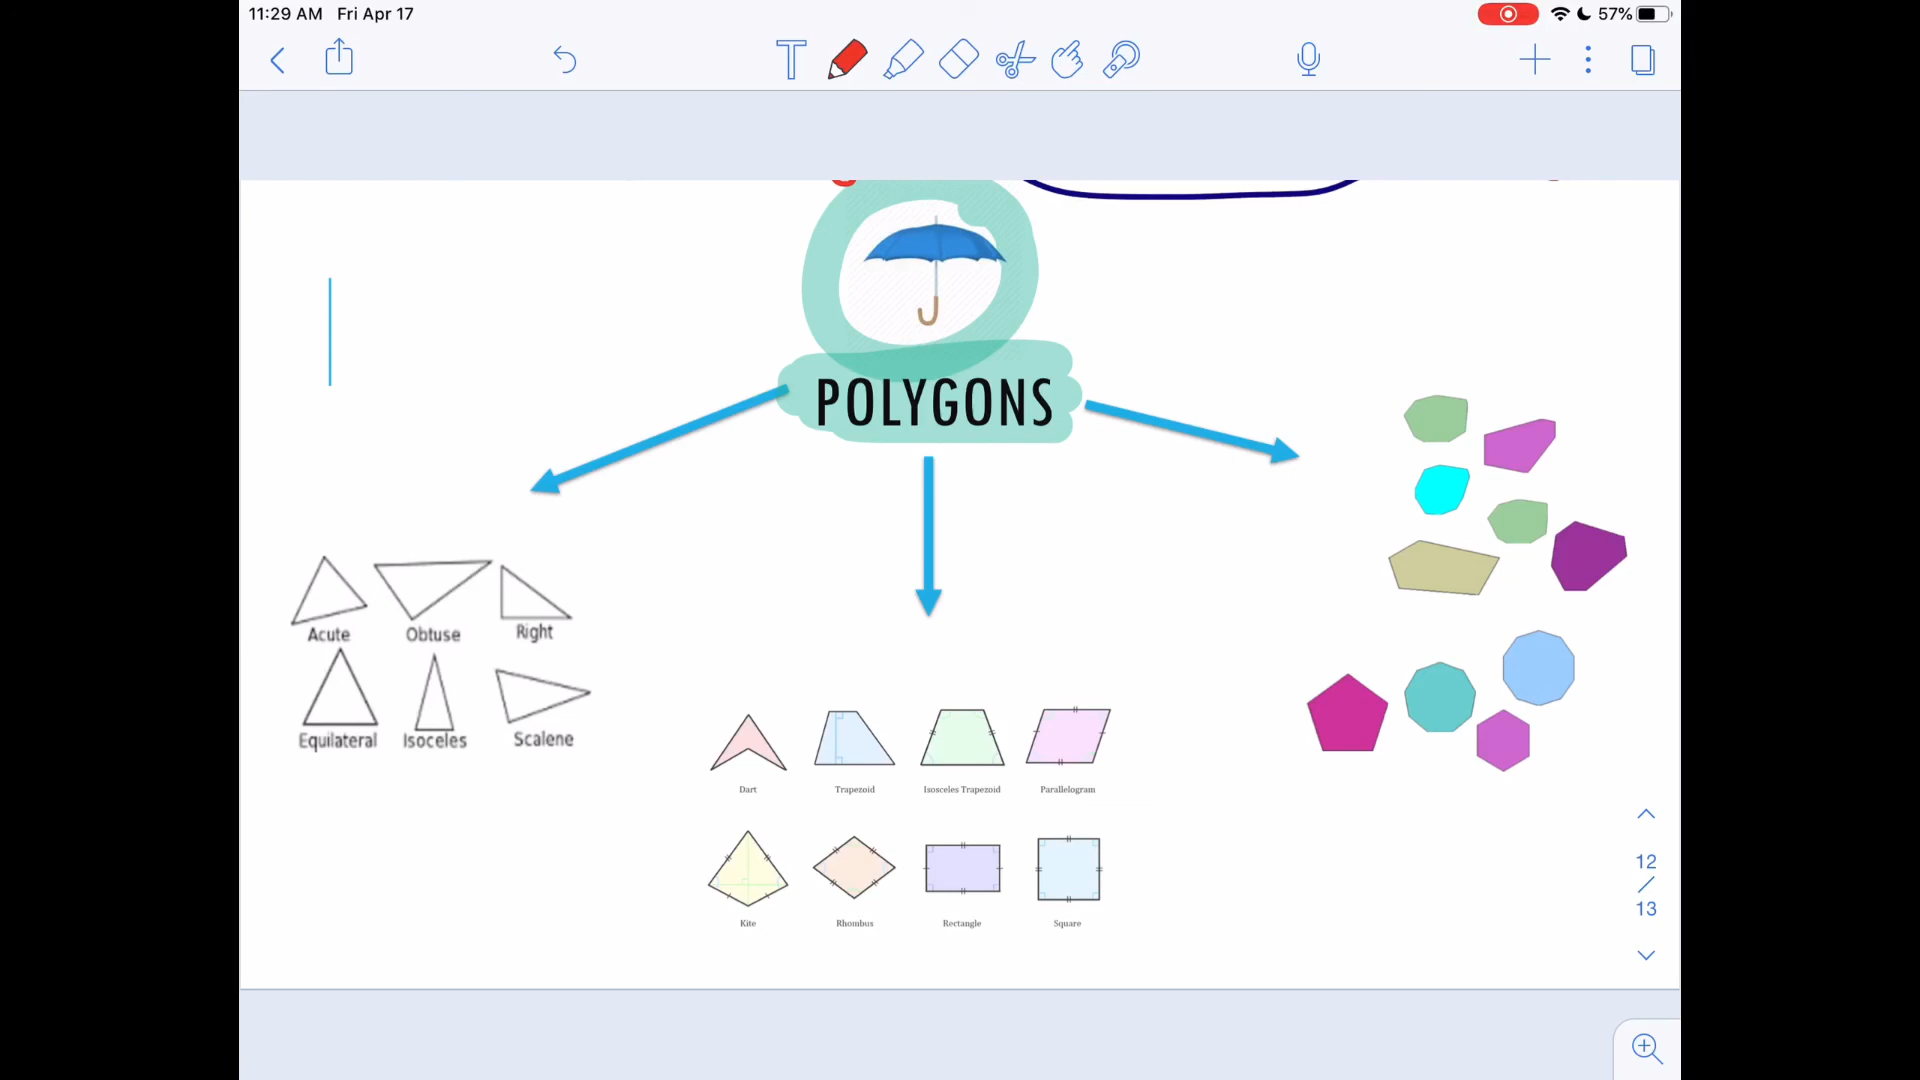 11:29 AM Fri Apr 17
57%
POLYGONS
Acute Obtuse Right
Equilateral Isoceles Scalene
Dart Trapezoid Isosceles Trapezoid Parallelogram
Kite Rhombus Rectangle Square
12
/
13